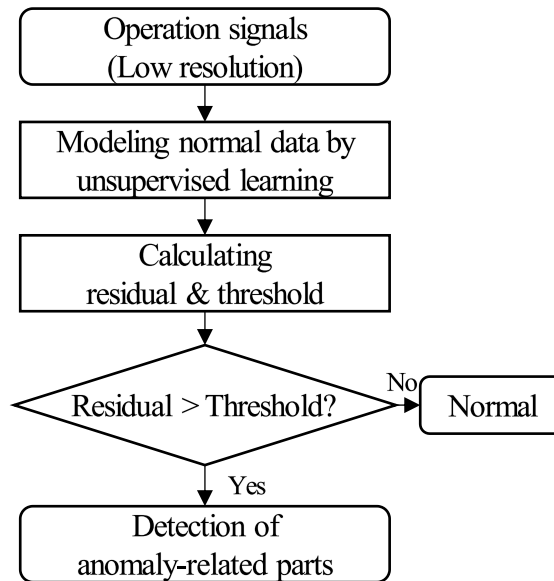 Operation signals
(Low resolution)
Modeling normal data by
unsupervised learning
Calculating
residual & threshold
Residual > Threshold?
No
Normal
Yes
Detection of
anomaly-related parts